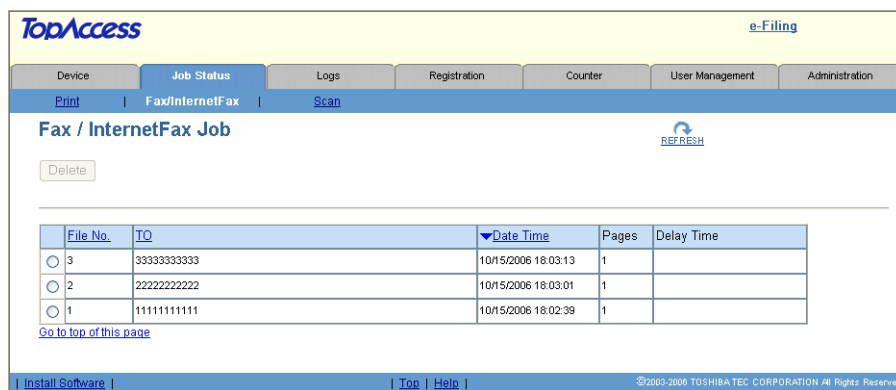 TopAccess e-Filing
Device Job Status Logs Registration Counter User Management Administration
Print | Fax/InternetFax | Scan
Fax / InternetFax Job
REFRESH
Delete
File No. TO Date Time Pages Delay Time
3 33333333333 10/15/2006 18:03:13 1
2 22222222222 10/15/2006 18:03:01 1
1 11111111111 10/15/2006 18:02:39 1
Go to top of this page
| Install Software | | Top | Help | ©2003-2006 TOSHIBA TEC CORPORATION All Rights Reserve